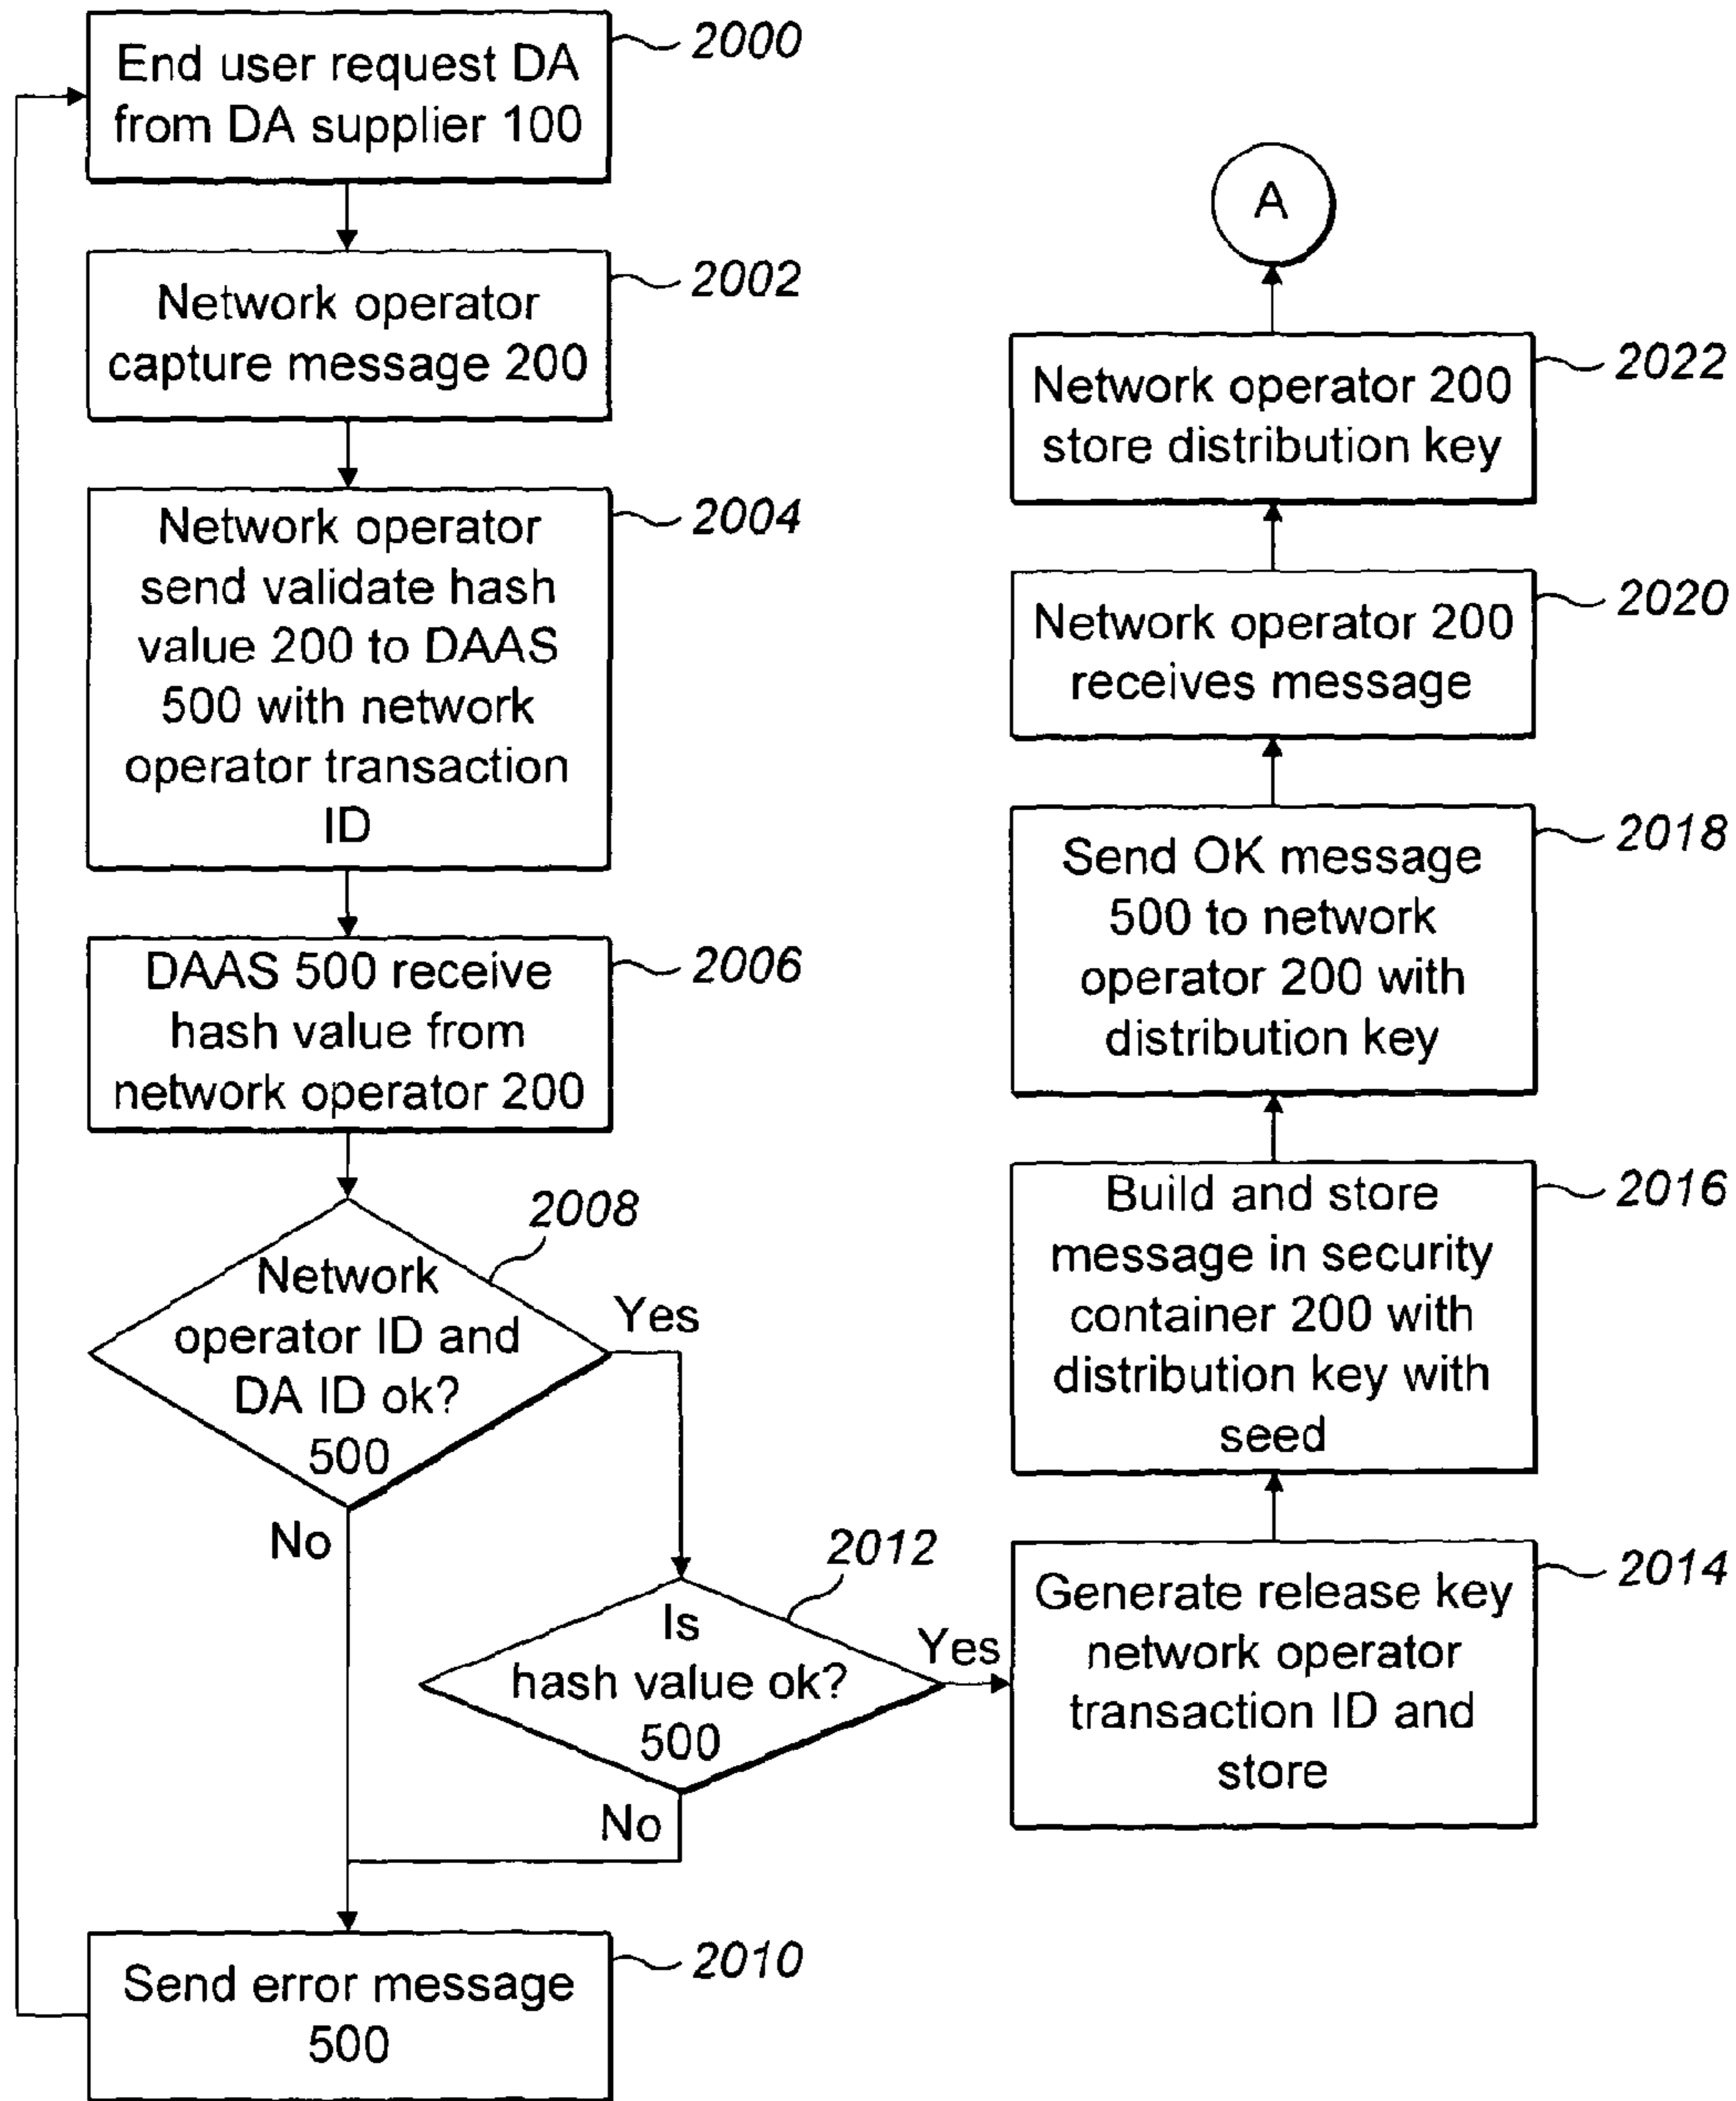 End user request DA
from DA supplier 100
2000
Network operator
capture message 200
2002
Network operator
send validate hash
value 200 to DAAS
500 with network
operator transaction
ID
2004
DAAS 500 receive
hash value from
network operator 200
2006
Network
operator ID and
DA ID ok?
500
2008
Yes
No
Is
hash value ok?
500
2012
Yes
No
Send error message
500
2010
Generate release key
network operator
transaction ID and
store
2014
Build and store
message in security
container 200 with
distribution key with
seed
2016
Send OK message
500 to network
operator 200 with
distribution key
2018
Network operator 200
receives message
2020
Network operator 200
store distribution key
2022
A